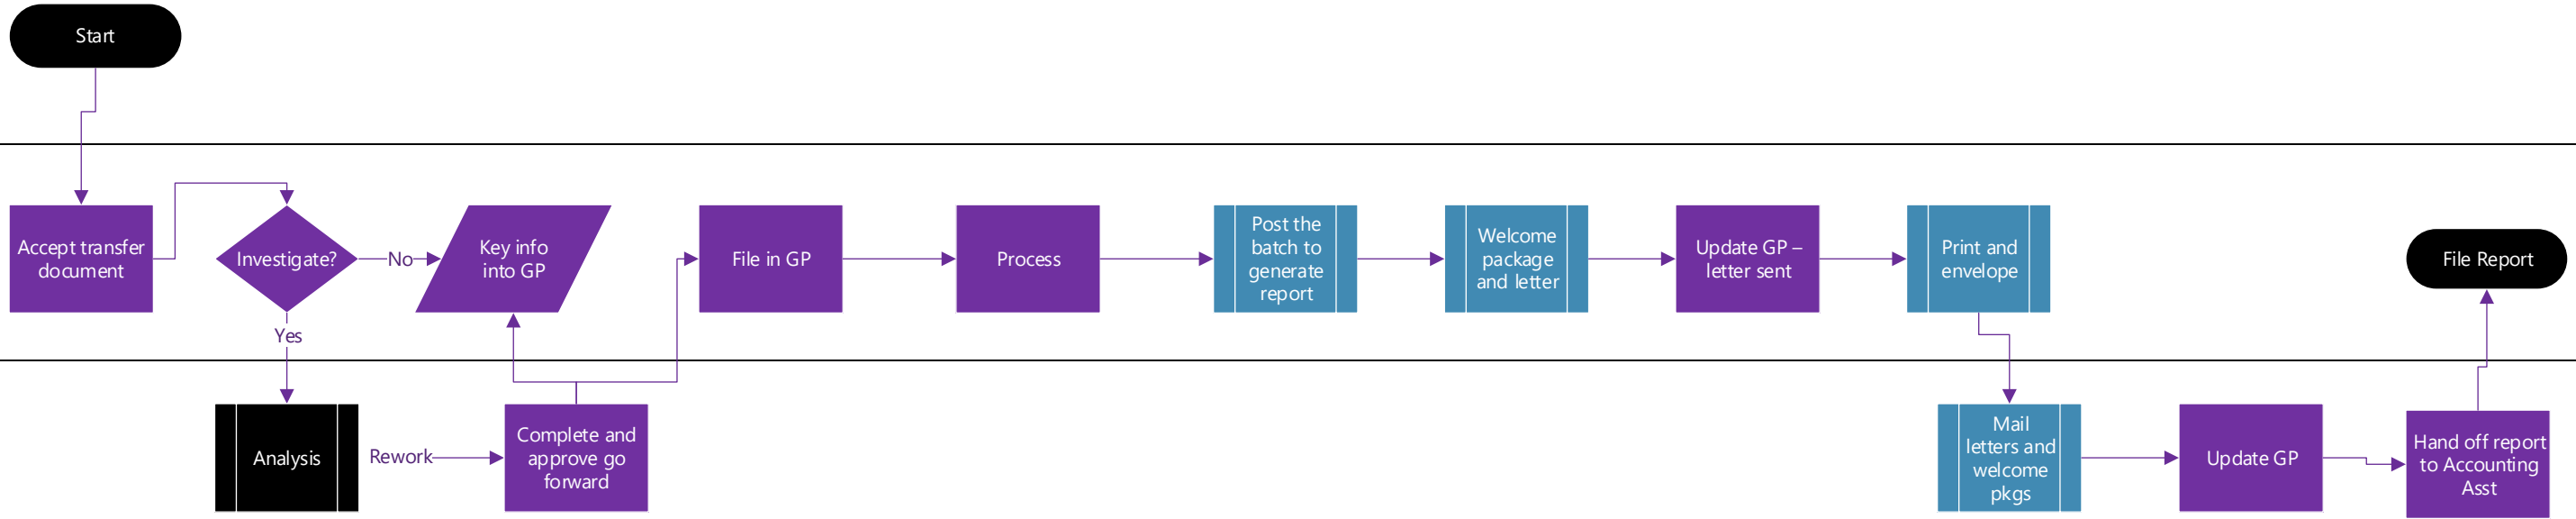 Start
Accept transfer
document
Investigate?
No
Key info
into GP
File in GP
Process
Post the
batch to
generate
report
Welcome
package
and letter
Update GP –
letter sent
Print and
envelope
File Report
Yes
Analysis
Rework
Complete and
approve go
forward
Mail
letters and
welcome
pkgs
Update GP
Hand off report
to Accounting
Asst